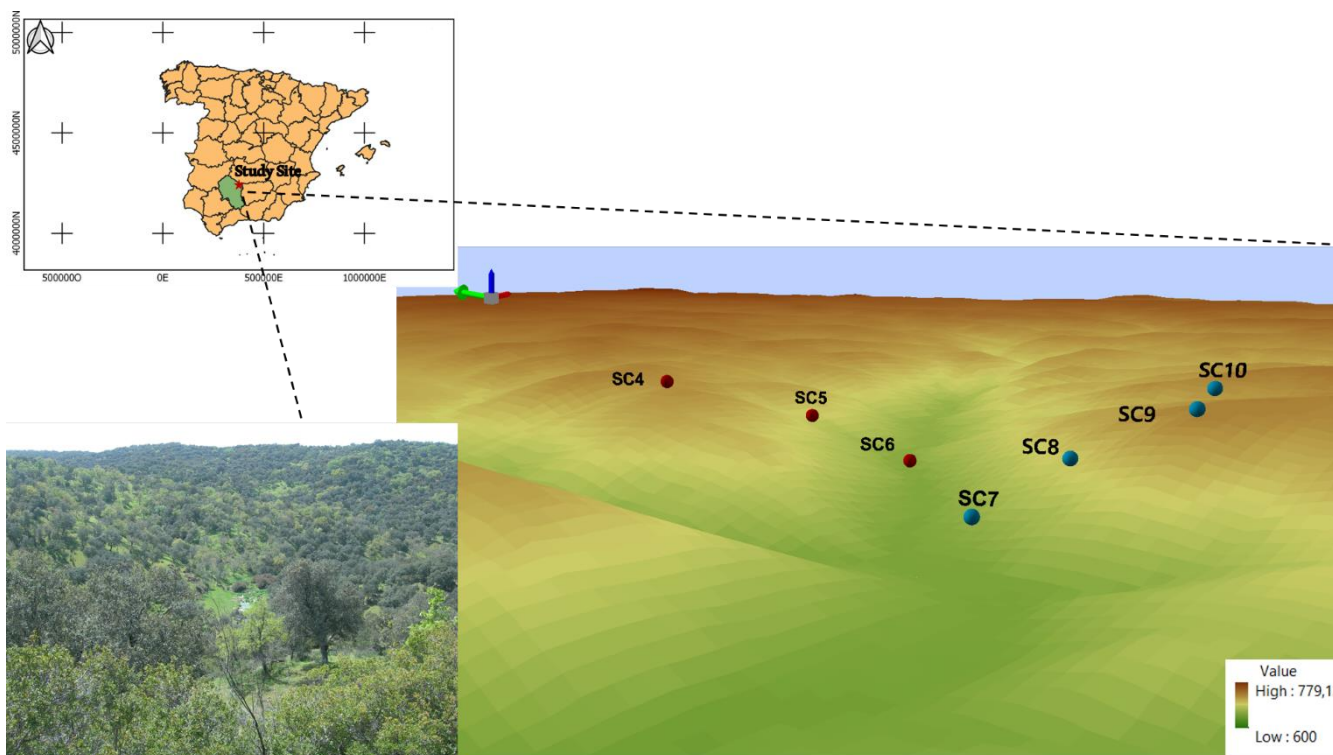 5000000N
4500000N
4000000N
Study Site
500000O
0E
500000E
1000000E
SC4
SC5
SC6
SC7
SC8
SC9
SC10
Value
High : 779,1
Low : 600